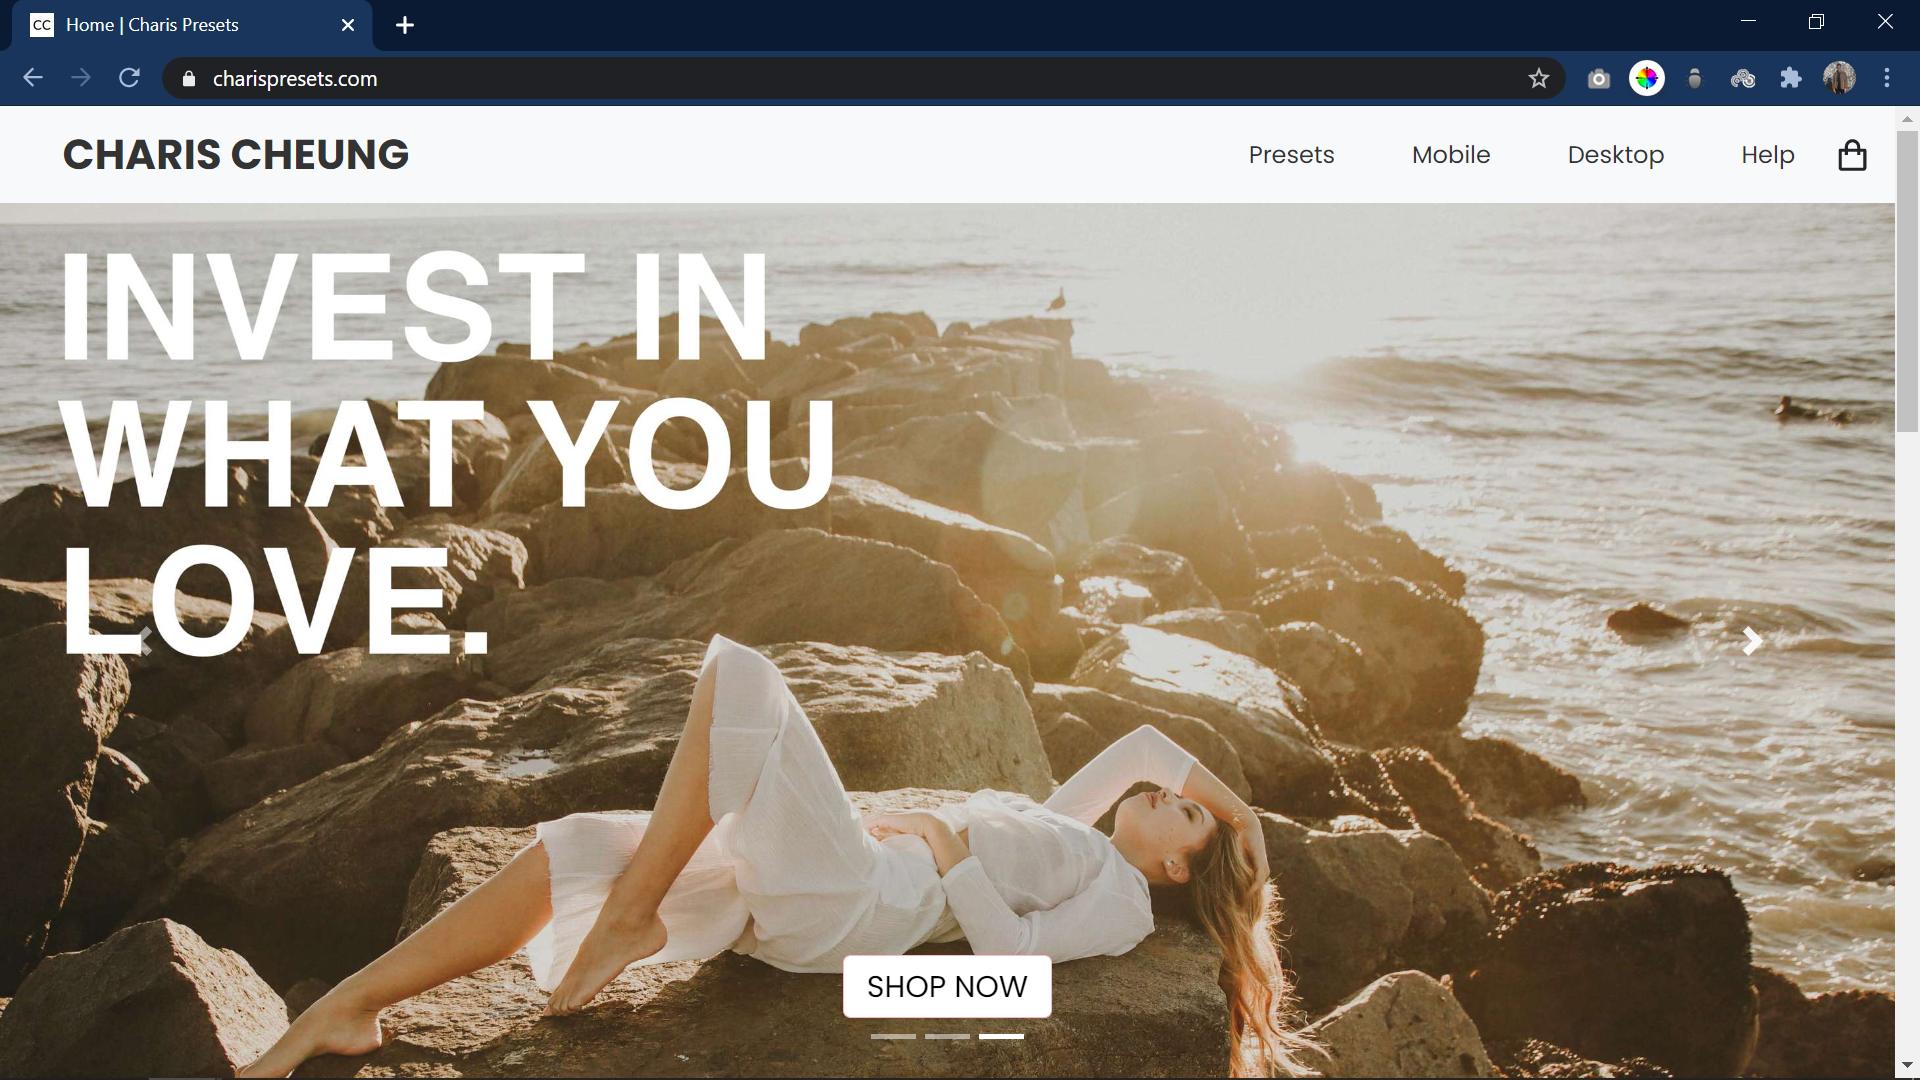 CC Home | Charis Presets
charispresets.com
CHARIS CHEUNG Presets Mobile Desktop Help
INVEST IN
WHAT YOU
LOVE.
SHOP NOW